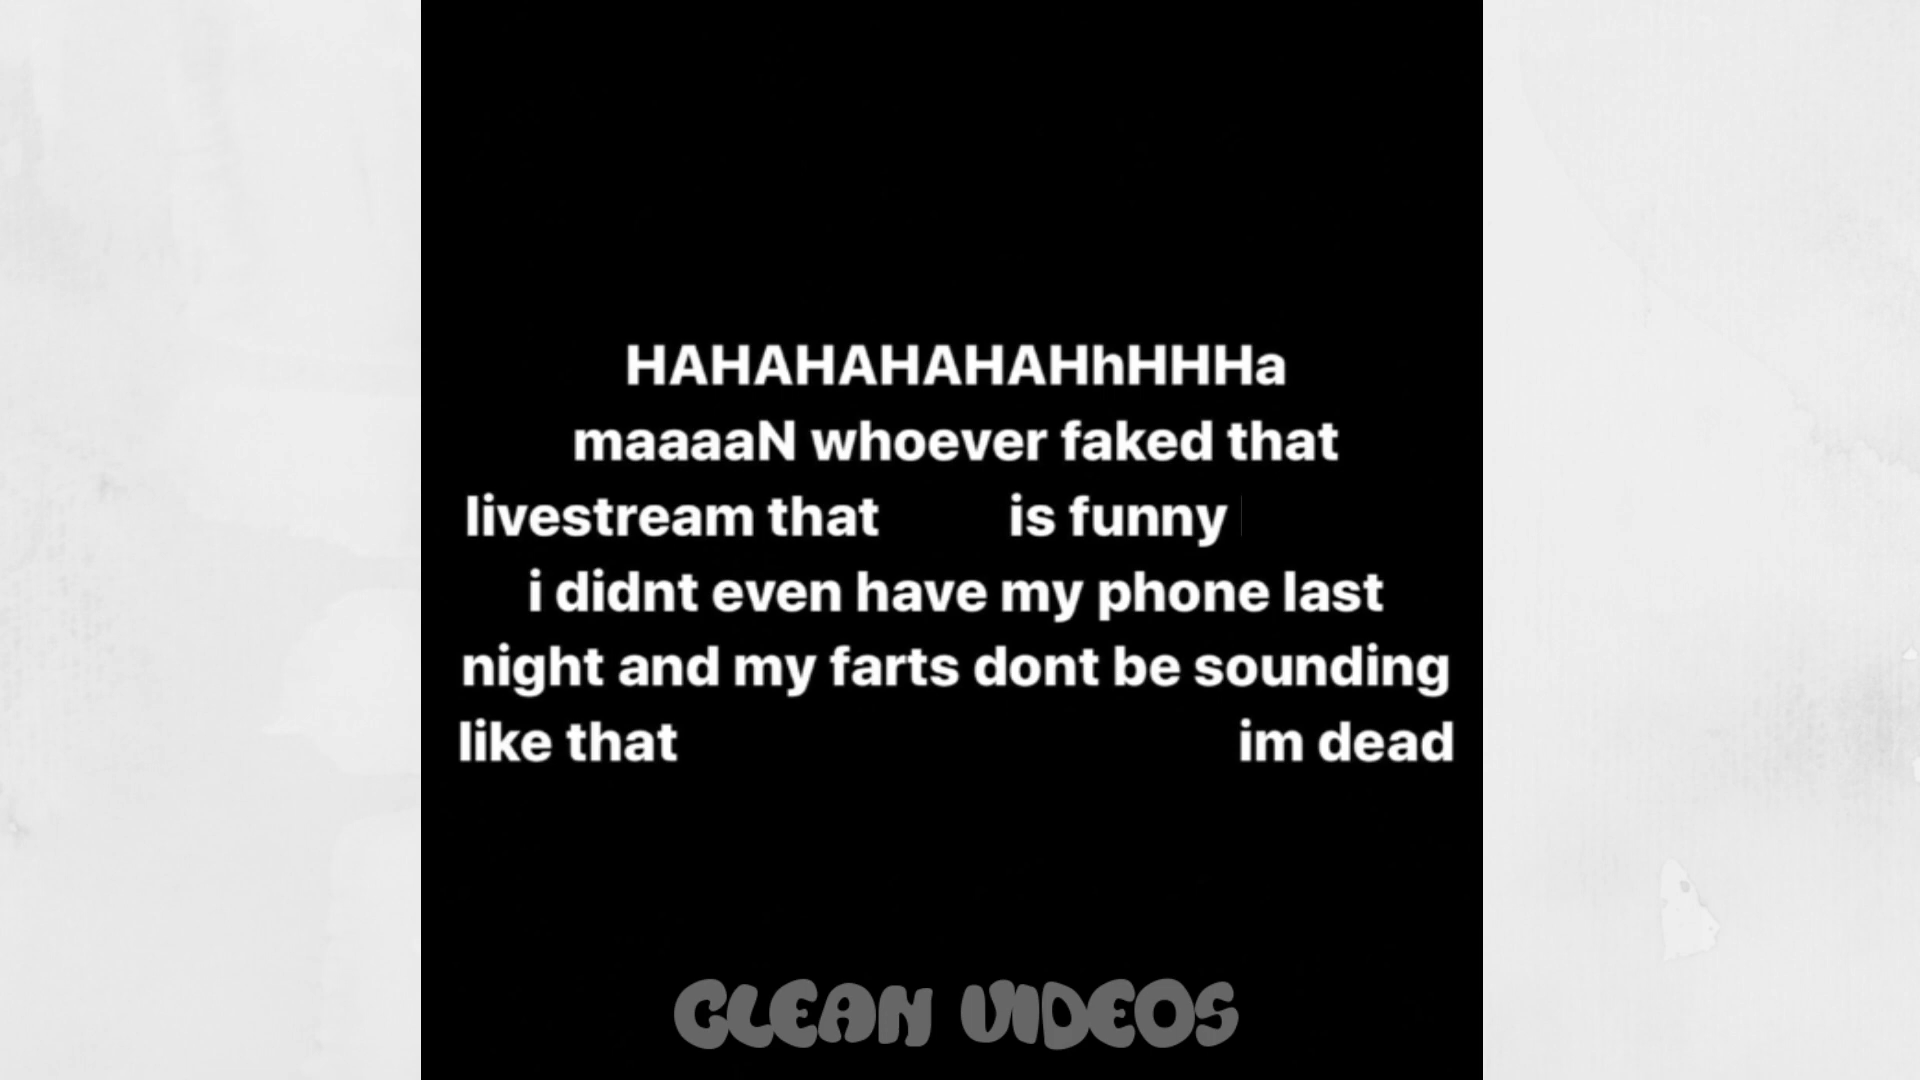 HAHAHAHAHAHhHHHa
maaaaN whoever faked that
livestream that is funny
i didnt even have my phone last
night and my farts dont be sounding
like that im dead
CLEAN VIDEOS